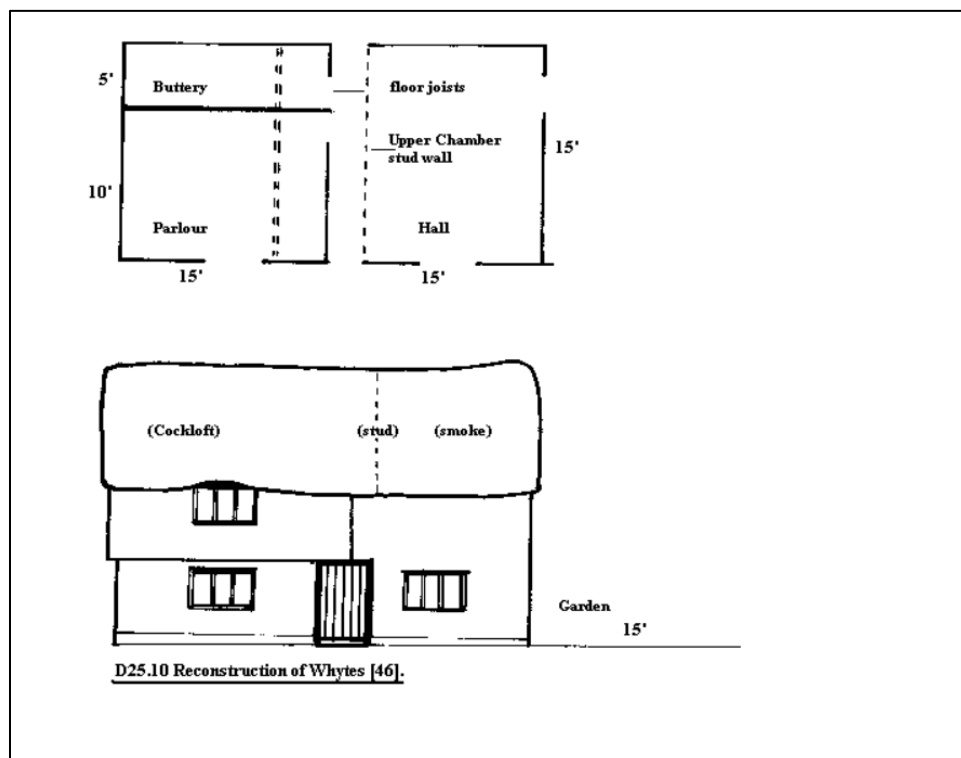 5'
Buttery
floor joists
Upper Chamber
stud wall
15'
10'
Parlour
Hall
15'
15'
(Cockloft)
(stud)
(smoke)
Garden
15'
D25.10 Reconstruction of Whytes [46].